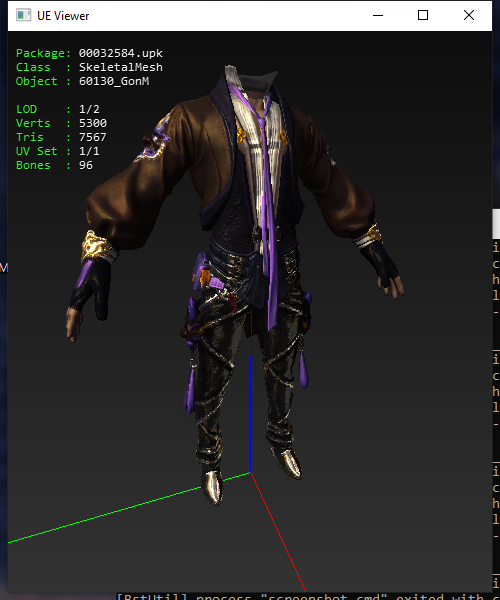 UE Viewer
Package: 00032584.upk
Class : SkeletalMesh
Object : 60130_GonM
LOD : 1/2
Verts : 5300
Tris : 7567
UV Set : 1/1
Bones : 96
M
i
c
h
l
-
i
c
h
l
-
i
c
h
l
-
i